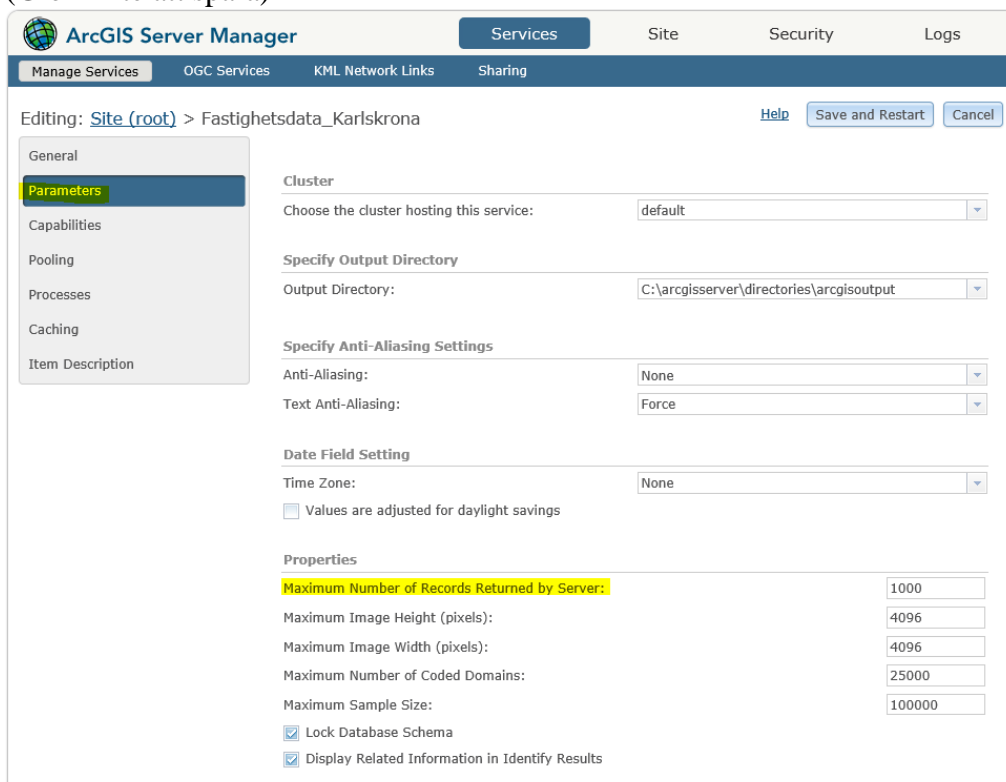 ArcGIS Server Manager Services Site Security Logs
Manage Services OGC Services KML Network Links Sharing
Editing: Site (root) > Fastighetsdata_Karlskrona Help Save and Restart Cancel
General
Parameters
Capabilities
Pooling
Processes
Caching
Item Description
Cluster
Choose the cluster hosting this service: default
Specify Output Directory
Output Directory: C:\arcgisserver\directories\arcgisoutput
Specify Anti-Aliasing Settings
Anti-Aliasing: None
Text Anti-Aliasing: Force
Date Field Setting
Time Zone: None
Values are adjusted for daylight savings
Properties
Maximum Number of Records Returned by Server: 1000
Maximum Image Height (pixels): 4096
Maximum Image Width (pixels): 4096
Maximum Number of Coded Domains: 25000
Maximum Sample Size: 100000
Lock Database Schema
Display Related Information in Identify Results